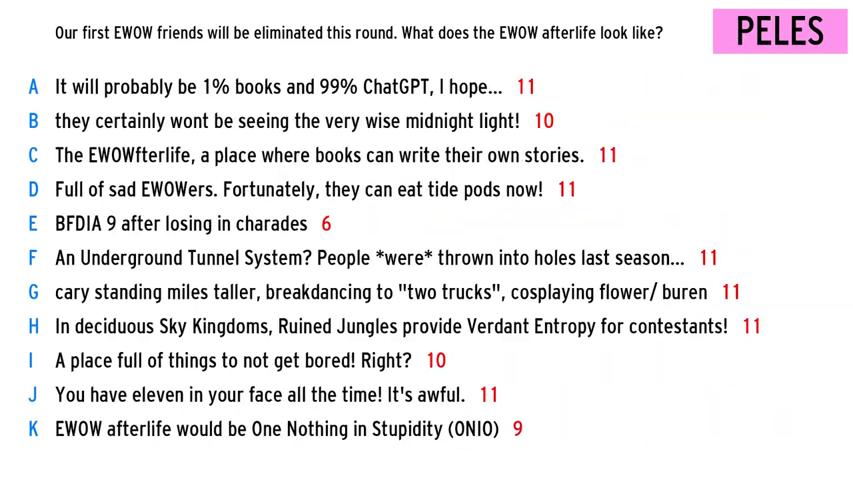 Our first EWOW friends will be eliminated this round. What does the EWOW afterlife look like?
PELES
A It will probably be 1% books and 99% ChatGPT, I hope... 11
B they certainly wont be seeing the very wise midnight light! 10
C The EWOWfterlife, a place where books can write their own stories. 11
D Full of sad EWOWers. Fortunately, they can eat tide pods now! 11
E BFDIA 9 after losing in charades 6
F An Underground Tunnel System? People *were* thrown into holes last season... 11
G cary standing miles taller, breakdancing to "two trucks", cosplaying flower/ buren 11
H In deciduous Sky Kingdoms, Ruined Jungles provide Verdant Entropy for contestants! 11
I A place full of things to not get bored! Right? 10
J You have eleven in your face all the time! It's awful. 11
K EWOW afterlife would be One Nothing in Stupidity (ONIO) 9